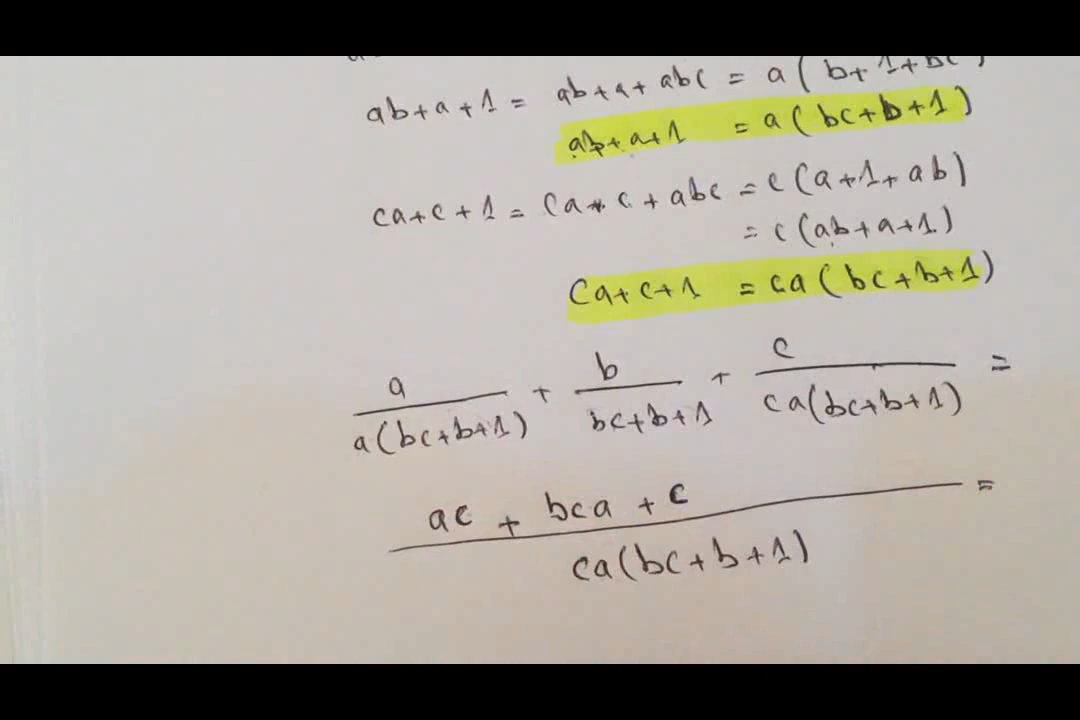 ab+a+1 = ab+a+abc = a(b+1+bc)
ab+a+1 = a(bc+b+1)
ca+c+1 = ca+c+abc = c(a+1+ab)
= c(ab+a+1)
ca+c+1 = ca(bc+b+1)
a/a(bc+b+1) + b/bc+b+1 + c/ca(bc+b+1) =
ac + bca + c/ca(bc+b+1) =